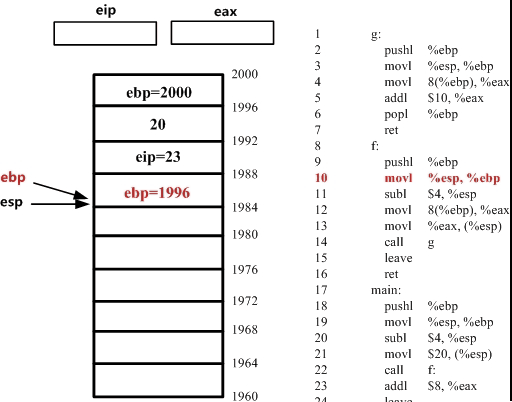 eip eax
2000
ebp=2000
1996
20
1992
eip=23
1988
ebp
ebp=1996
esp
1984
1980
1976
1972
1968
1964
1960
1 g:
2 pushl %ebp
3 movl %esp, %ebp
4 movl 8(%ebp), %eax
5 addl $10, %eax
6 popl %ebp
7 ret
8 f:
9 pushl %ebp
10 movl %esp, %ebp
11 subl $4, %esp
12 movl 8(%ebp), %eax
13 movl %eax, (%esp)
14 call g
15 leave
16 ret
17 main:
18 pushl %ebp
19 movl %esp, %ebp
20 subl $4, %esp
21 movl $20, (%esp)
22 call f:
23 addl $8, %eax
24 leave